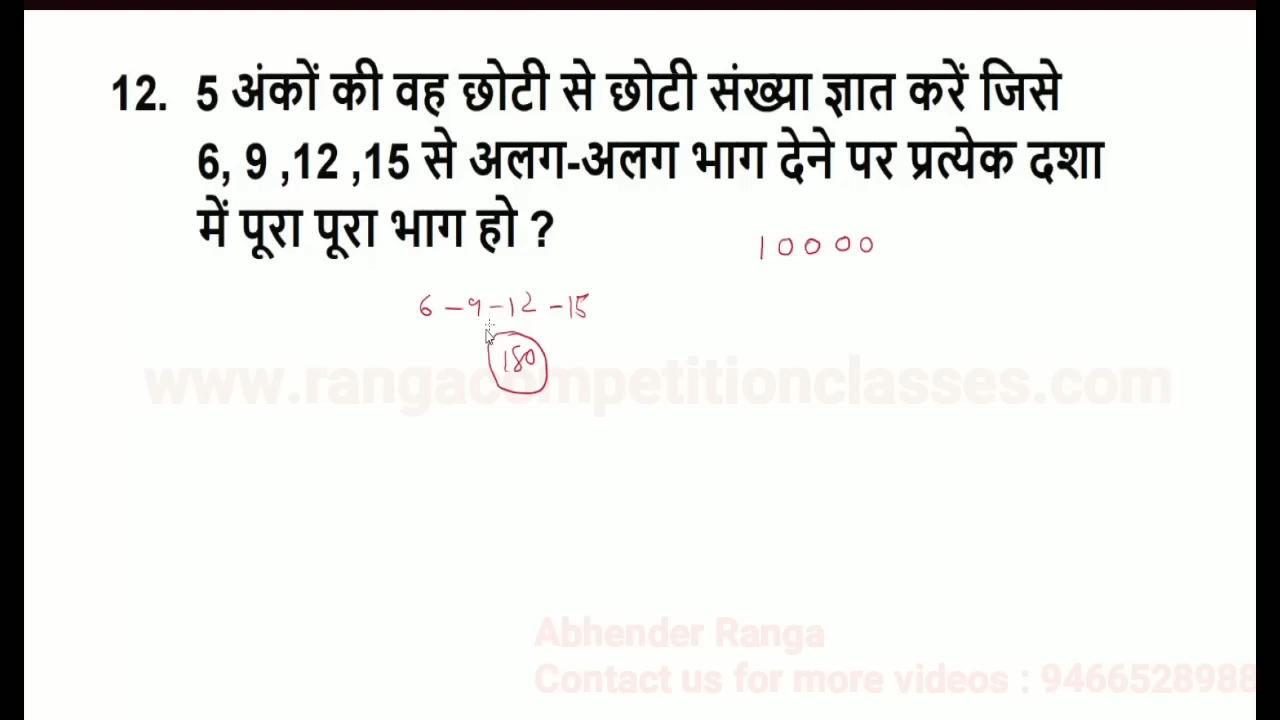 12. 5 अंकों की वह छोटी से छोटी संख्या ज्ञात करें जिसे
6, 9 ,12 ,15 से अलग-अलग भाग देने पर प्रत्येक दशा
में पूरा पूरा भाग हो ?
10000
6 – 9 – 12 – 15
180
www.rangacompetitionclasses.com
Abhender Ranga
Contact us for more videos : 9466528988